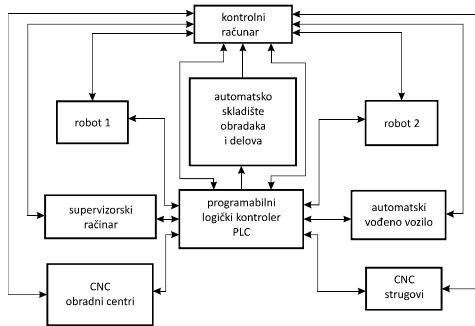 kontrolni
računar
automatsko
skladište
obradaka
i delova
robot 1
robot 2
programabilni
logički kontroler
PLC
supervizorski
račinar
automatski
vođeno vozilo
CNC
obradni centri
CNC
strugovi